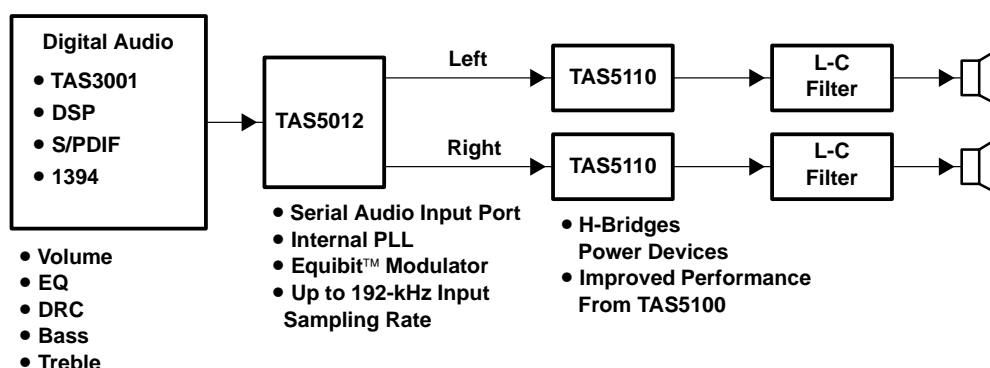 Digital Audio
• TAS3001
• DSP
• S/PDIF
• 1394
• Volume
• EQ
• DRC
• Bass
• Treble
TAS5012
• Serial Audio Input Port
• Internal PLL
• Equibit™ Modulator
• Up to 192-kHz Input
Sampling Rate
Left
Right
TAS5110
TAS5110
• H-Bridges
Power Devices
• Improved Performance
From TAS5100
L-C
Filter
L-C
Filter